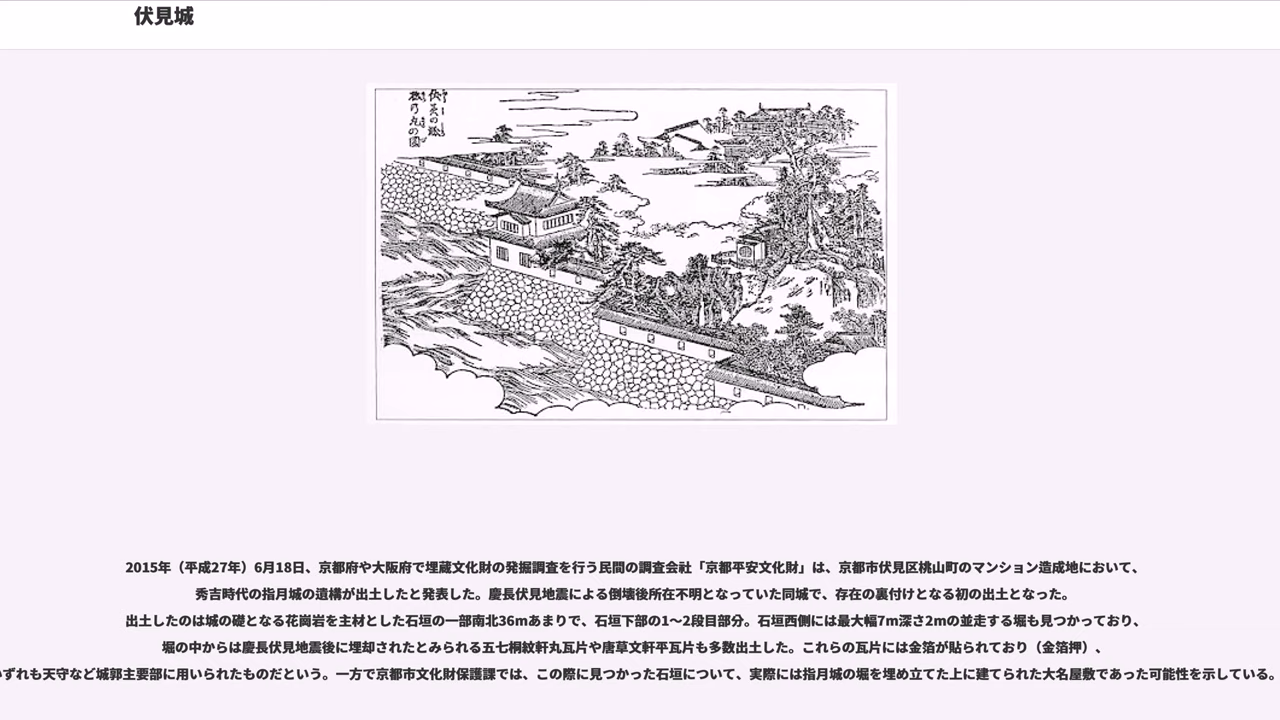 伏見城
伏見の城
2015年（平成27年）6月18日、京都府や大阪府で埋蔵文化財の発掘調査を行う民間の調査会社「京都平安文化財」は、京都市伏見区桃山町のマンション造成地において、
秀吉時代の指月城の遺構が出土したと発表した。慶長伏見地震による倒壊後所在不明となっていた同城で、存在の裏付けとなる初の出土となった。
出土したのは城の礎となる花崗岩を主材とした石垣の一部南北36mあまりで、石垣下部の1〜2段目部分。石垣西側には最大幅7m深さ2mの並走する堀も見つかっており、
堀の中からは慶長伏見地震後に埋却されたとみられる五七桐紋軒丸瓦片や唐草文軒平瓦片も多数出土した。これらの瓦片には金箔が貼られており（金箔押）、
ずれも天守など城郭主要部に用いられたものだという。一方で京都市文化財保護課では、この際に見つかった石垣について、実際には指月城の堀を埋め立てた上に建てられた大名屋敷であった可能性を示している。